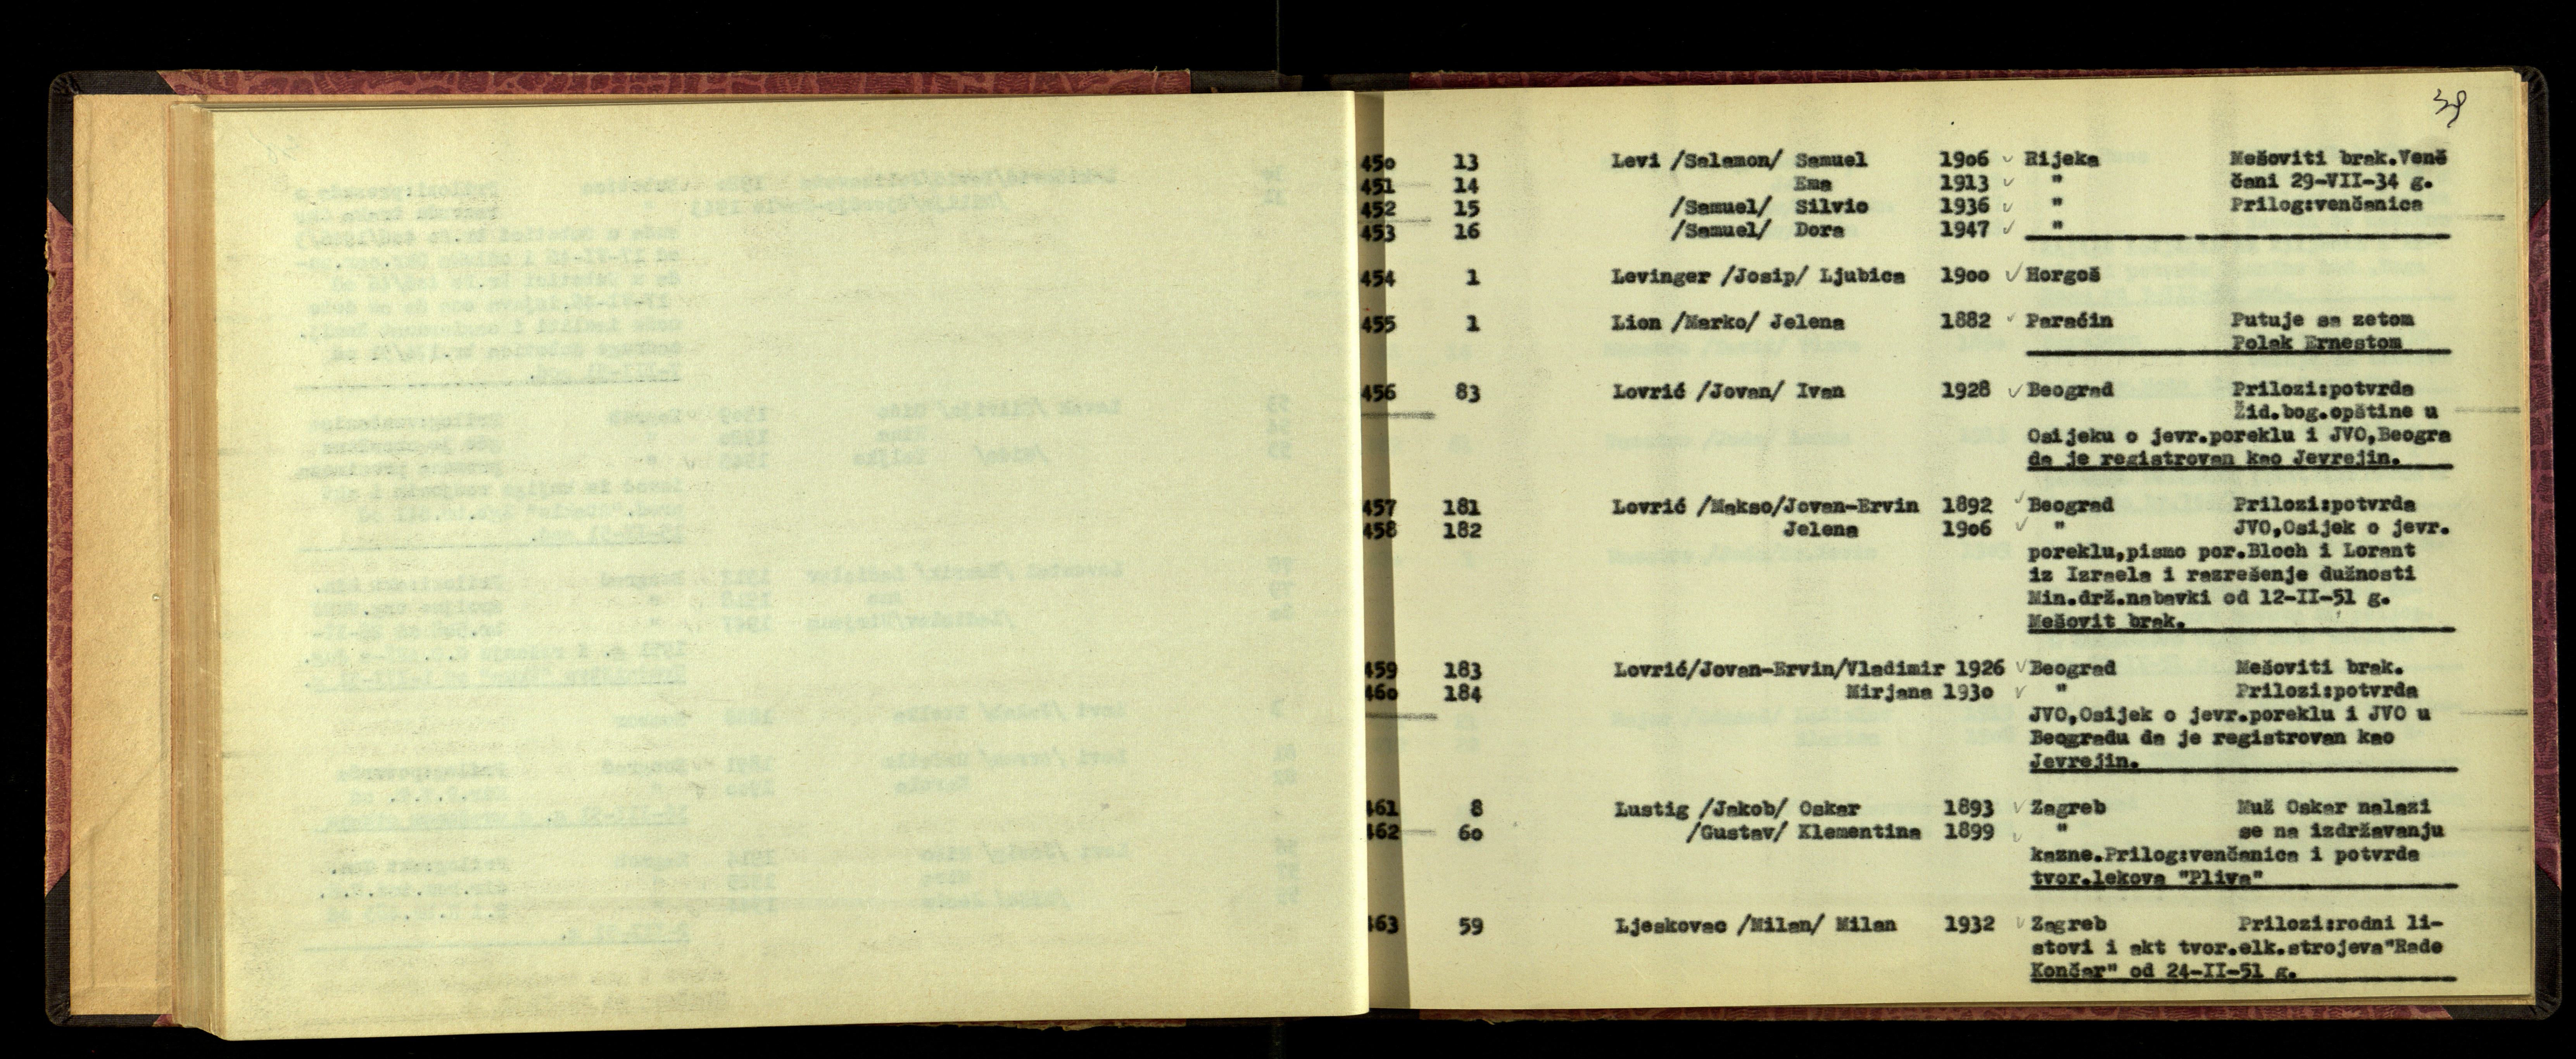 39
450 13 Levi /Salamon/ Samuel 1906 ✓ Rijeka Mešoviti brak.Venč
451 14 Ema 1913 ✓ " čani 29-VII-34 g.
452 15 /Samuel/ Silvio 1936 ✓ " Prilog:venčanica
453 16 /Samuel/ Dora 1947 ✓ "
454 1 Levinger /Josip/ Ljubica 1900 ✓ Horgoš
455 1 Lion /Marko/ Jelena 1882 ✓ Paraćin Putuje sa zetom
Polak Ernestom
456 83 Lovrić /Jovan/ Ivan 1928 ✓ Beograd Prilozi:potvrda
Žid.bog.opštine u
Osijeku o jevr.poreklu i JVO,Beogra
da je registrovan kao Jevrejin.
457 181 Lovrić /Makso/Jovan-Ervin 1892 ✓ Beograd Prilozi:potvrda
458 182 Jelena 1906 ✓ " JVO,Osijek o jevr.
poreklu,pismo por.Bloch i Lorant
iz Izraela i razrešenje dužnosti
Min.drž.nabavki od 12-II-51 g.
Mešovit brak.
459 183 Lovrić/Jovan-Ervin/Vladimir 1926 ✓ Beograd Mešoviti brak.
460 184 Mirjana 1930 ✓ " Prilozi:potvrda
JVO,Osijek o jevr.poreklu i JVO u
Beogradu da je registrovan kao
Jevrejin.
461 8 Lustig /Jakob/ Oskar 1893 ✓ Zagreb Muž Oskar nalazi
462 60 /Gustav/ Klementina 1899 ✓ " se na izdržavanju
kazne.Prilog:venčanica i potvrda
tvor.lekova "Pliva"
463 59 Ljeskovac /Milan/ Milan 1932 ✓ Zagreb Prilozi:rodni li-
stovi i akt tvor.elk.strojeva"Rade
Končar" od 24-II-51 g.